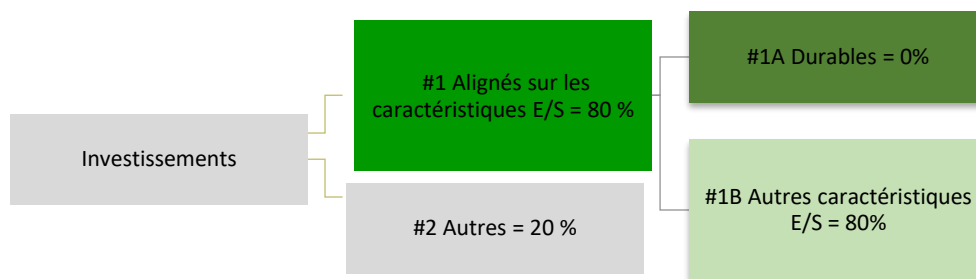 Investissements
#1 Alignés sur les
caractéristiques E/S = 80 %
#2 Autres = 20 %
#1A Durables = 0%
#1B Autres caractéristiques
E/S = 80%